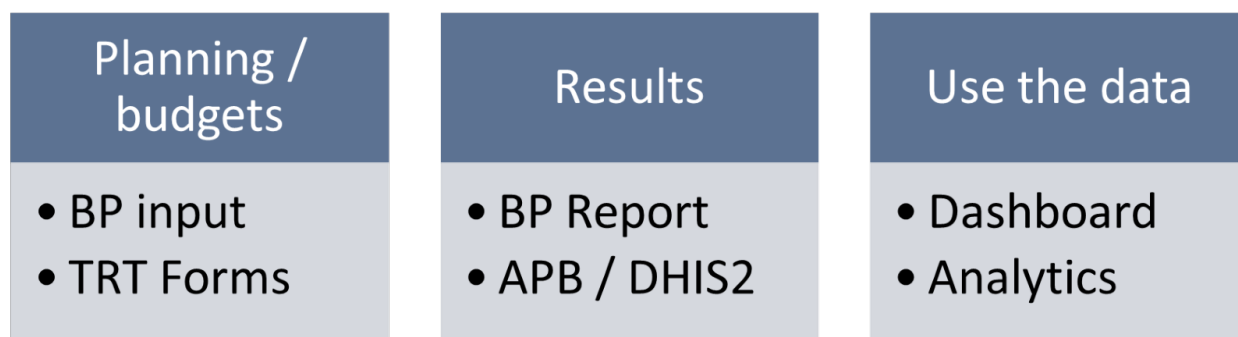 Planning /
budgets
• BP input
• TRT Forms
Results
• BP Report
• APB / DHIS2
Use the data
• Dashboard
• Analytics